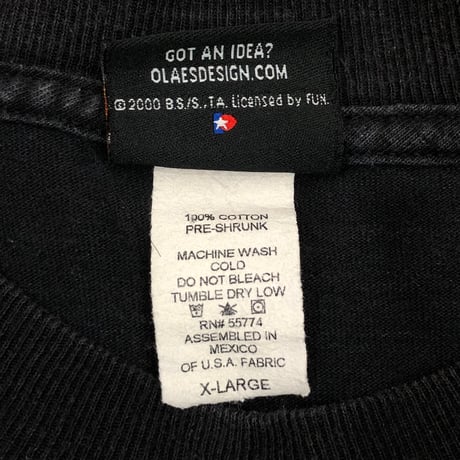 GOT AN IDEA?
OLAESDESIGN.COM
© 2000 B.S./S., T.A. Licensed by FUN.
100% COTTON
PRE-SHRUNK
MACHINE WASH
COLD
DO NOT BLEACH
TUMBLE DRY LOW
RN# 55774
ASSEMBLED IN
MEXICO
OF U.S.A. FABRIC
X-LARGE